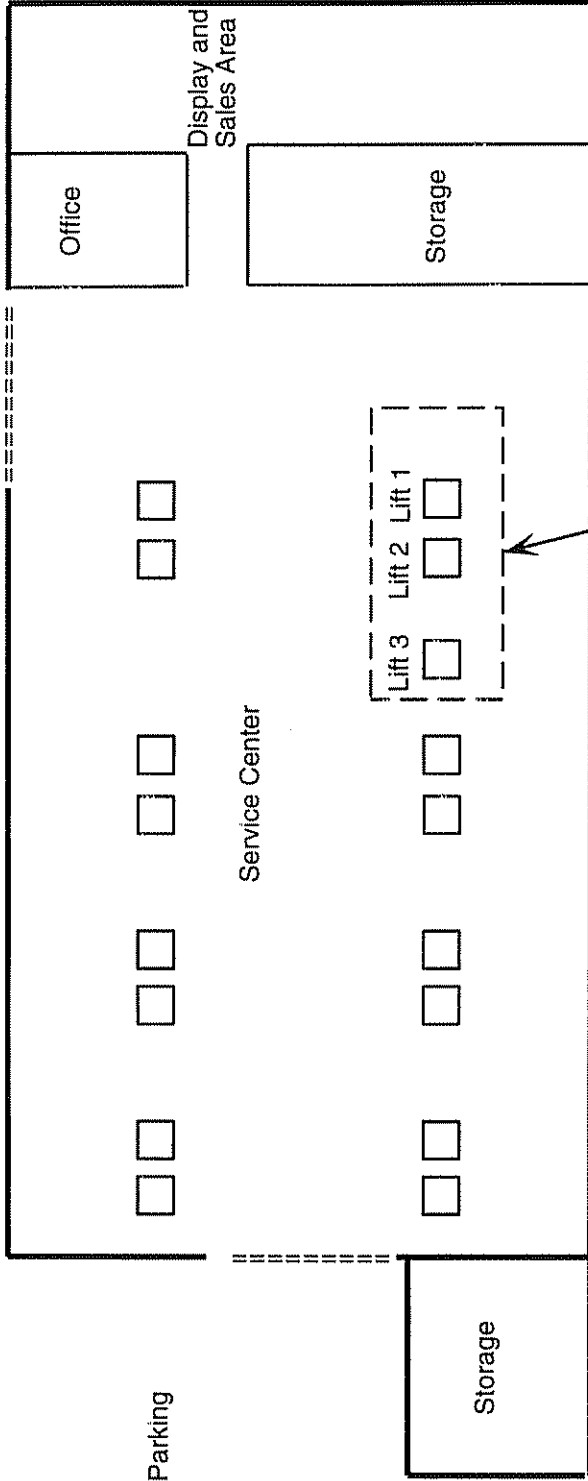 Display and
Sales Area
Office
Storage
Lift 1
Lift 2
Lift 3
Service Center
Parking
Storage